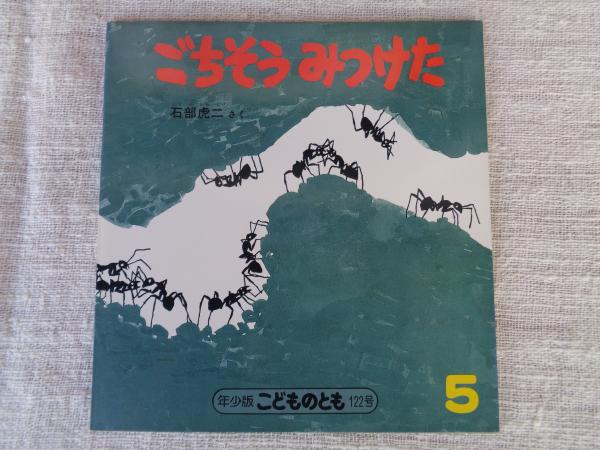 ごちそうみつけた
石部虎二 さく
5
年少版 こどものとも 122号